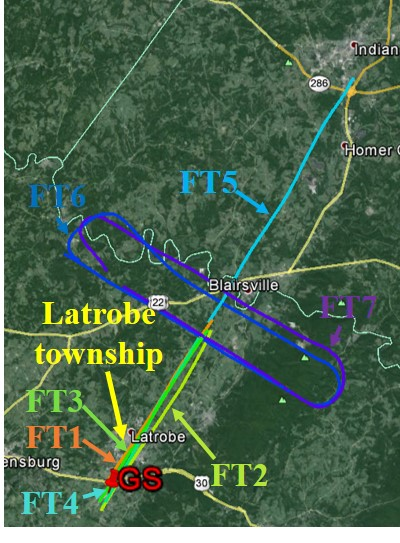 Indian
286
Homer C
FT5
FT6
Blairsville
22
FT7
Latrobe
township
FT3
Latrobe
FT1
ensburg
GS
FT2
30
FT4